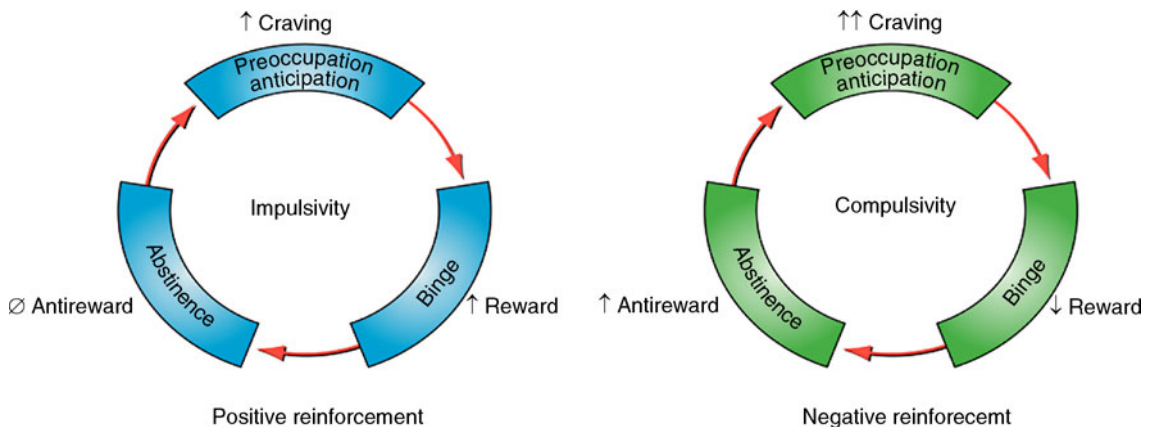 ↑ Craving
Preoccupation
anticipation
Impulsivity
Abstinence
Binge
∅ Antireward
↑ Reward
Positive reinforcement
↑↑ Craving
Preoccupation
anticipation
Compulsivity
Abstinence
Binge
↑ Antireward
↓ Reward
Negative reinforecemt